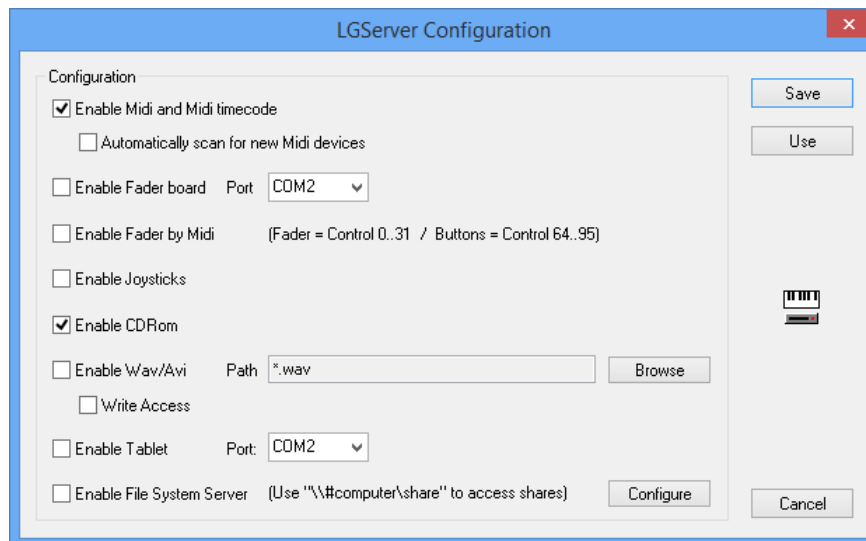 LGServer Configuration
Configuration
Enable Midi and Midi timecode
Save
Automatically scan for new Midi devices
Use
Enable Fader board Port COM2
Enable Fader by Midi (Fader = Control 0..31 / Buttons = Control 64..95)
Enable Joysticks
Enable CDRom
Enable Wav/Avi Path *.wav Browse
Write Access
Enable Tablet Port: COM2
Enable File System Server (Use "\\#computer\share" to access shares) Configure
Cancel